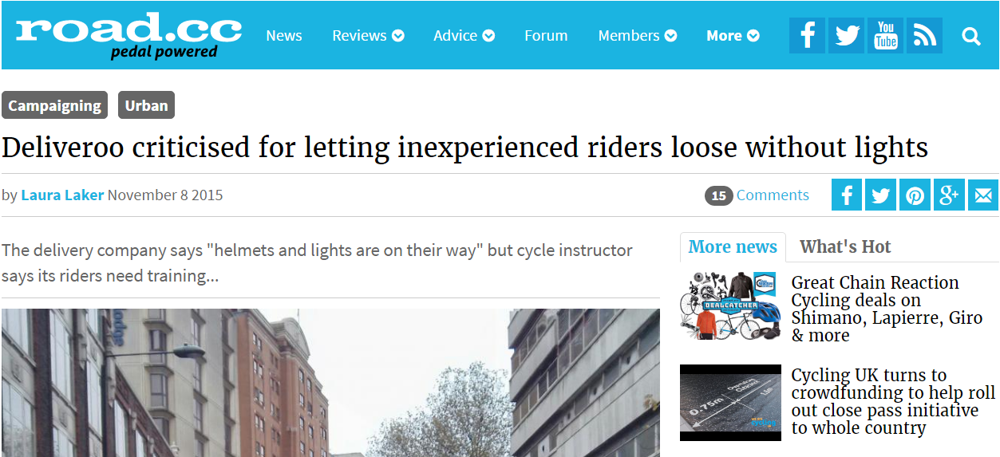 road.cc
pedal powered
News
Reviews
Advice
Forum
Members
More
You
Tube
Campaigning
Urban
Deliveroo criticised for letting inexperienced riders loose without lights
by Laura Laker November 8 2015
15 Comments
The delivery company says "helmets and lights are on their way" but cycle instructor
says its riders need training...
More news
What's Hot
DEALCATCHER
Great Chain Reaction
Cycling deals on
Shimano, Lapierre, Giro
& more
0.75m
Cycling UK turns to
crowdfunding to help roll
out close pass initiative
to whole country